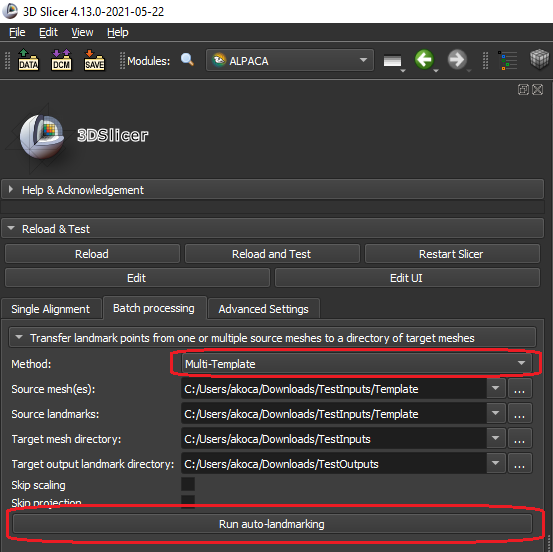 3D Slicer 4.13.0-2021-05-22
File Edit View Help
DATA DCM SAVE Modules: ALPACA
3DSlicer
Help & Acknowledgement
Reload & Test
Reload Reload and Test Restart Slicer
Edit Edit UI
Single Alignment Batch processing Advanced Settings
Transfer landmark points from one or multiple source meshes to a directory of target meshes
Method: Multi-Template
Source mesh(es): C:/Users/akoca/Downloads/TestInputs/Template ...
Source landmarks: C:/Users/akoca/Downloads/TestInputs/Template ...
Target mesh directory: C:/Users/akoca/Downloads/TestInputs ...
Target output landmark directory: C:/Users/akoca/Downloads/TestOutputs ...
Skip scaling
Skip projection
Run auto-landmarking